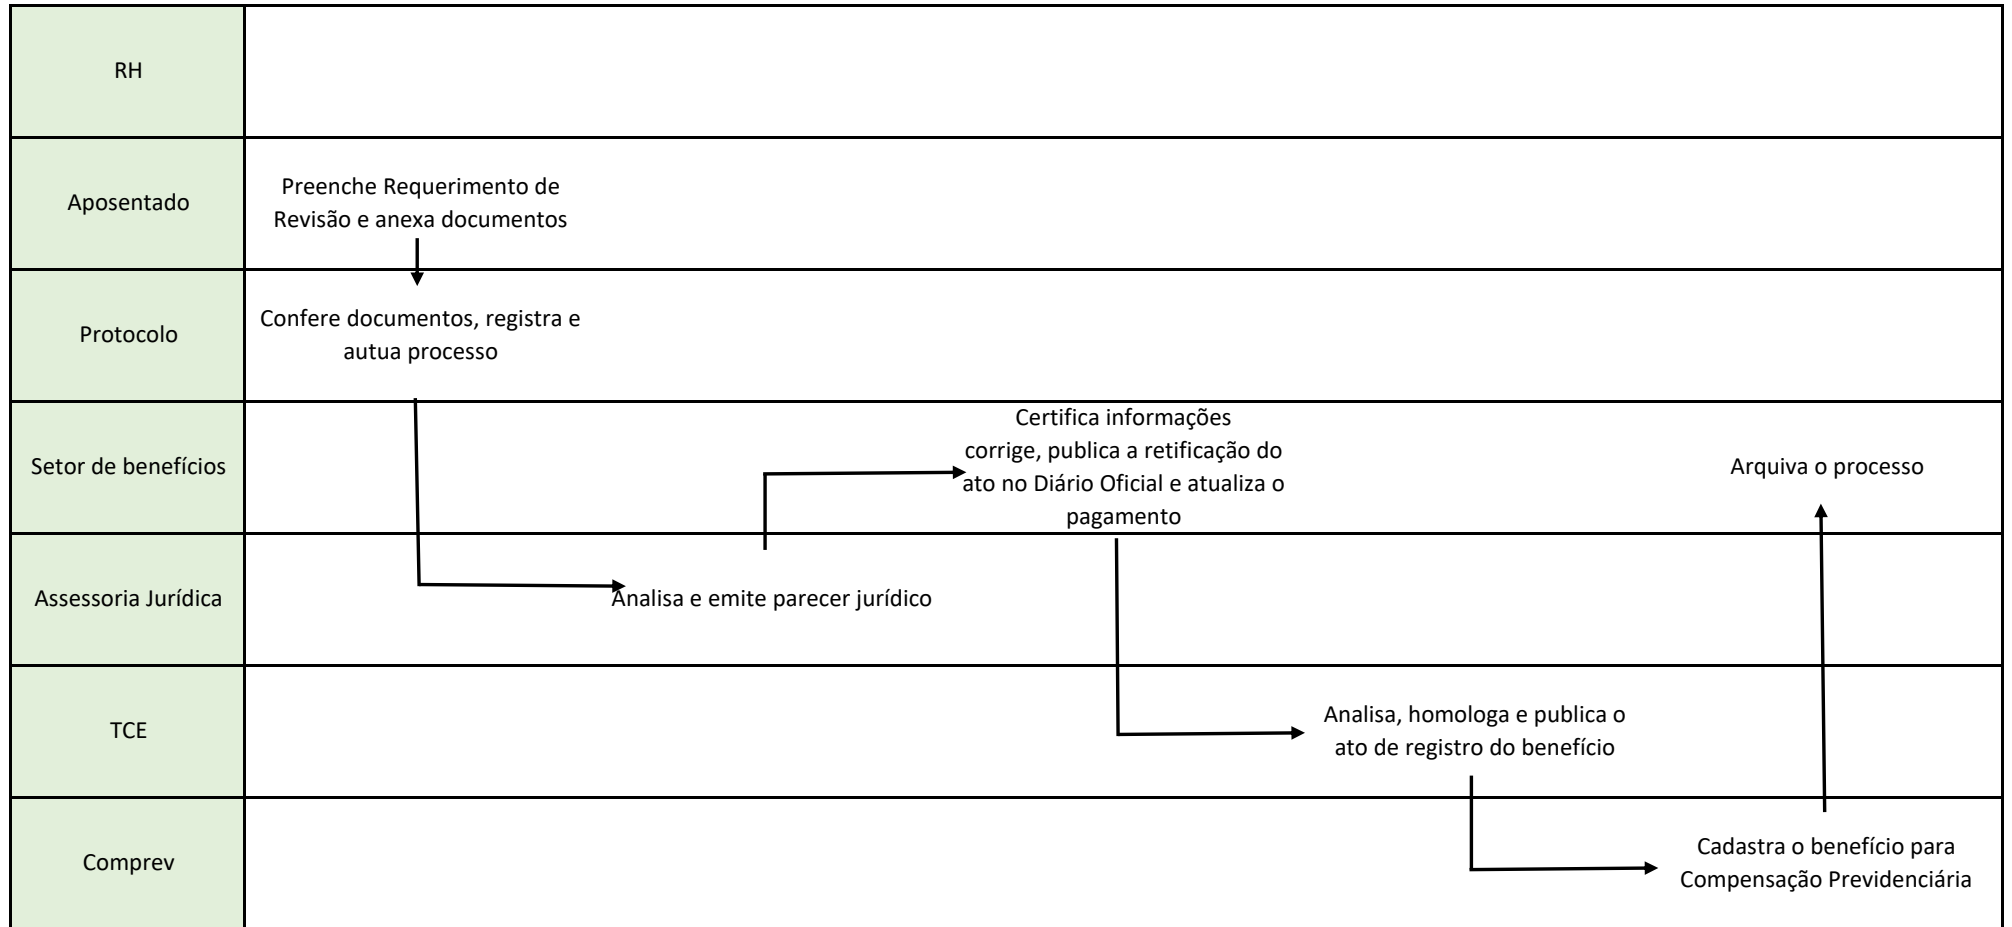 RH
Aposentado
Preenche Requerimento de
Revisão e anexa documentos
Protocolo
Confere documentos, registra e
autua processo
Setor de benefícios
Certifica informações
corrige, publica a retificação do
ato no Diário Oficial e atualiza o
pagamento
Arquiva o processo
Assessoria Jurídica
Analisa e emite parecer jurídico
TCE
Analisa, homologa e publica o
ato de registro do benefício
Comprev
Cadastra o benefício para
Compensação Previdenciária